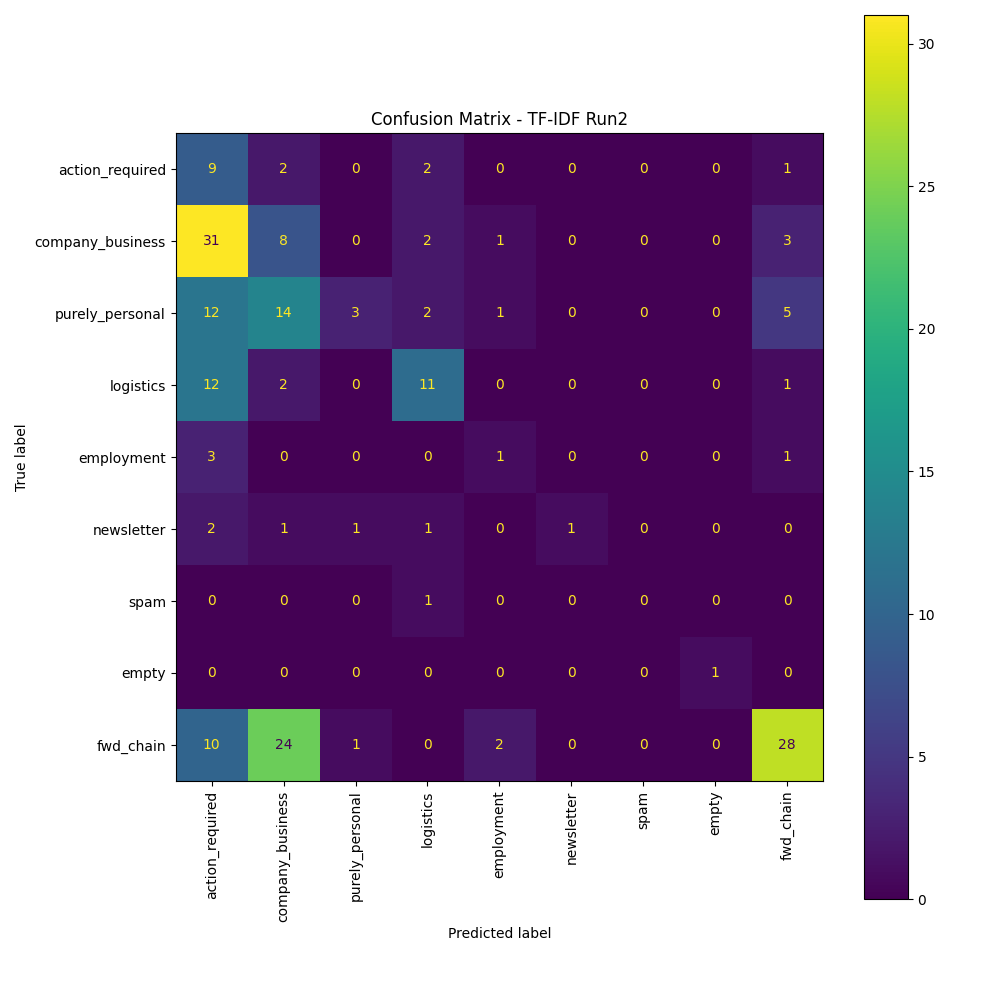 Confusion Matrix - TF-IDF Run2
True label
action_required 9 2 0 2 0 0 0 0 1
company_business 31 8 0 2 1 0 0 0 3
purely_personal 12 14 3 2 1 0 0 0 5
logistics 12 2 0 11 0 0 0 0 1
employment 3 0 0 0 1 0 0 0 1
newsletter 2 1 1 1 0 1 0 0 0
spam 0 0 0 1 0 0 0 0 0
empty 0 0 0 0 0 0 0 1 0
fwd_chain 10 24 1 0 2 0 0 0 28
action_required company_business purely_personal logistics employment newsletter spam empty fwd_chain
Predicted label
30
25
20
15
10
5
0